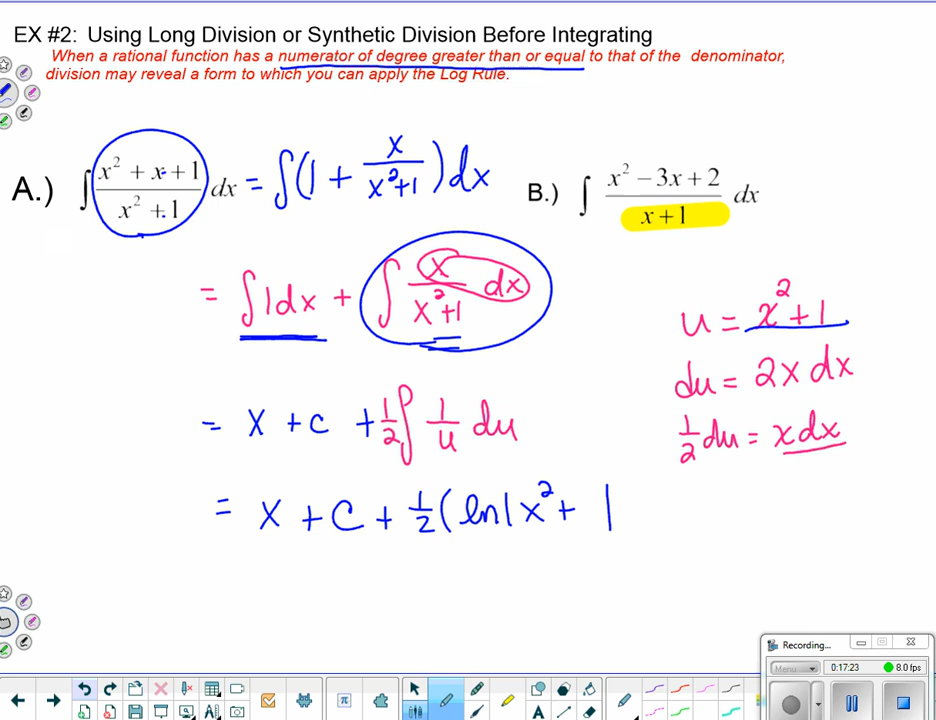 EX #2: Using Long Division or Synthetic Division Before Integrating
When a rational function has a numerator of degree greater than or equal to that of the denominator,
division may reveal a form to which you can apply the Log Rule.
A.) ∫ (x² + x + 1)/(x² + 1) dx = ∫(1 + x/(x²+1)) dx
B.) ∫ (x² − 3x + 2)/(x + 1) dx
= ∫1dx + ∫ x/(x²+1) dx
u = x² + 1
du = 2x dx
½ du = x dx
= x + c + ½ ∫ 1/u du
= x + C + ½ (ln|x² + 1
Recording...
Menu
0:17:23
8.0 fps
A
π
A